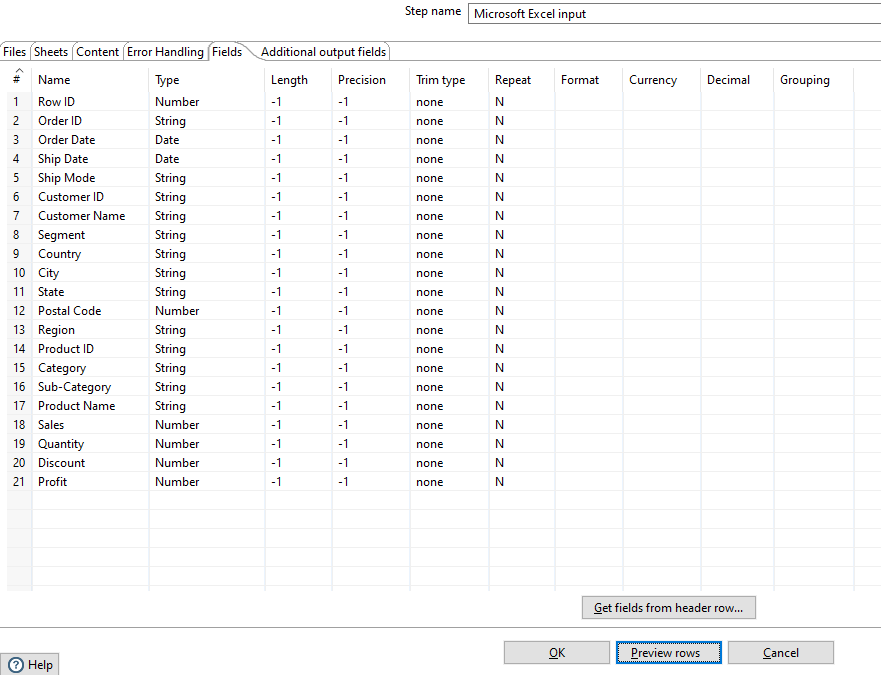 Step name Microsoft Excel input
Files Sheets Content Error Handling Fields Additional output fields
# Name Type Length Precision Trim type Repeat Format Currency Decimal Grouping
1 Row ID Number -1 -1 none N
2 Order ID String -1 -1 none N
3 Order Date Date -1 -1 none N
4 Ship Date Date -1 -1 none N
5 Ship Mode String -1 -1 none N
6 Customer ID String -1 -1 none N
7 Customer Name String -1 -1 none N
8 Segment String -1 -1 none N
9 Country String -1 -1 none N
10 City String -1 -1 none N
11 State String -1 -1 none N
12 Postal Code Number -1 -1 none N
13 Region String -1 -1 none N
14 Product ID String -1 -1 none N
15 Category String -1 -1 none N
16 Sub-Category String -1 -1 none N
17 Product Name String -1 -1 none N
18 Sales Number -1 -1 none N
19 Quantity Number -1 -1 none N
20 Discount Number -1 -1 none N
21 Profit Number -1 -1 none N
Get fields from header row...
OK Preview rows Cancel
? Help